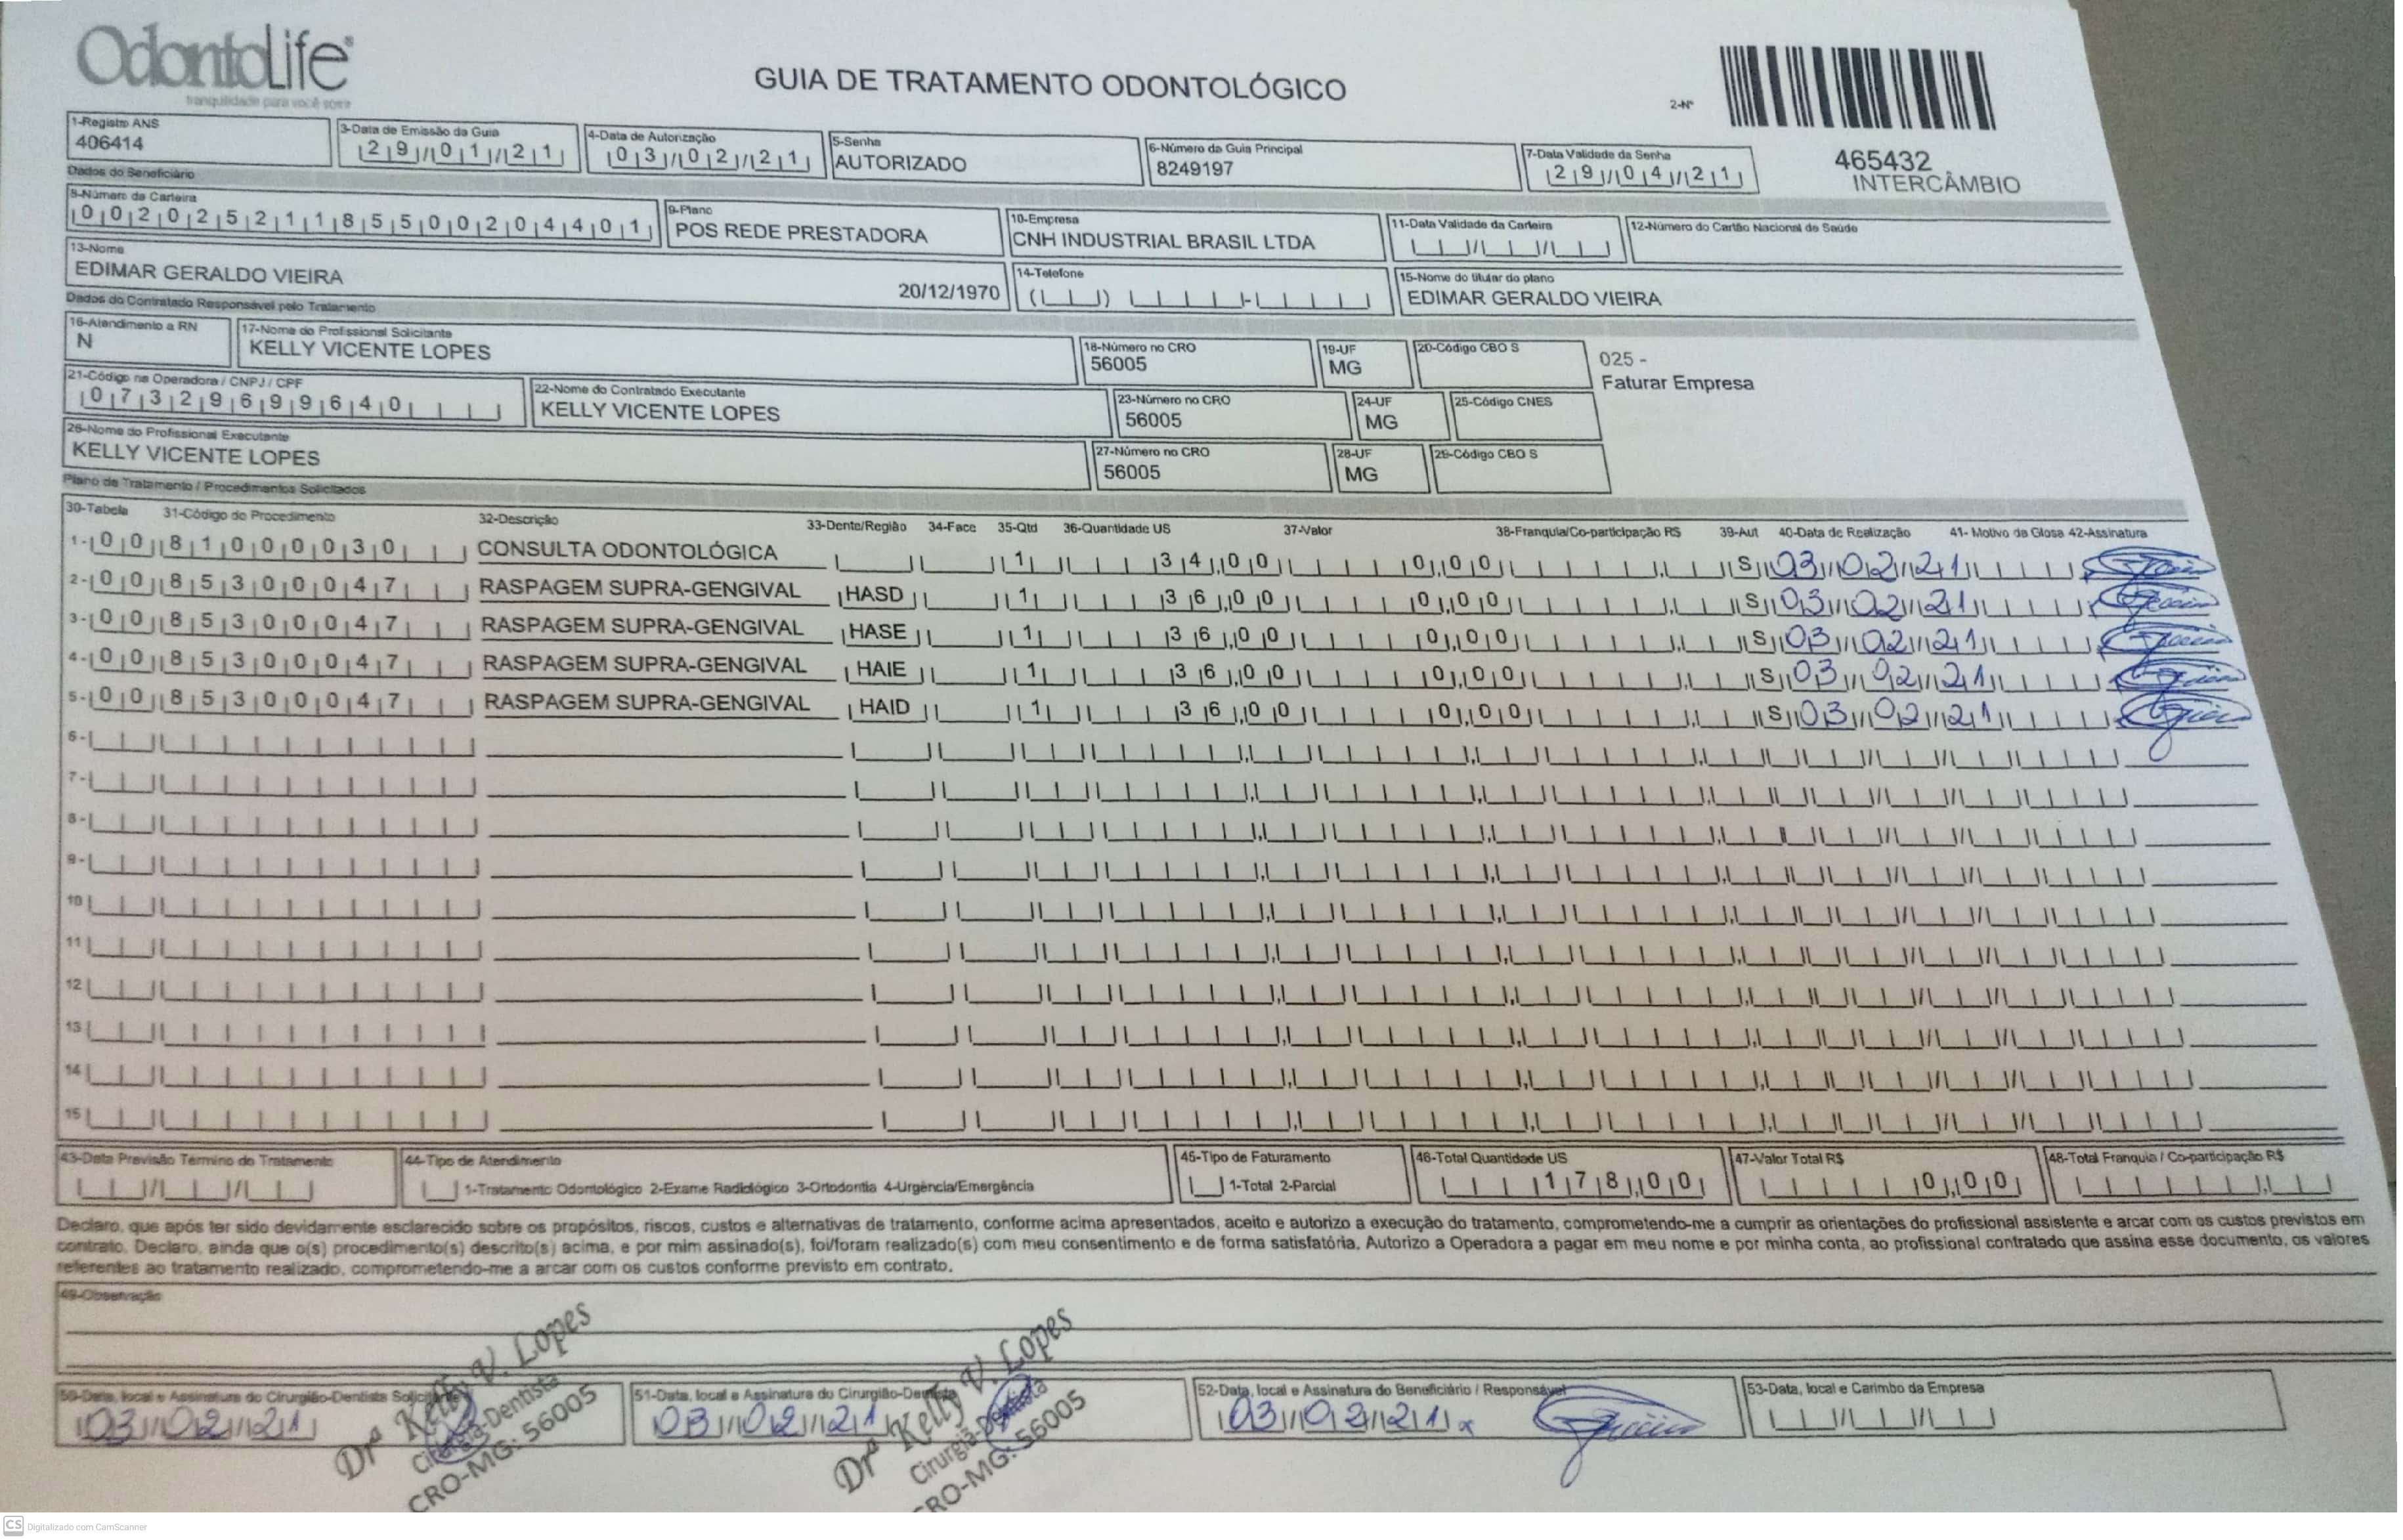 OdontoLife®
tranquilidade para você sorrir
GUIA DE TRATAMENTO ODONTOLÓGICO
2-Nº
465432
INTERCÂMBIO
1-Registro ANS
406414
3-Data de Emissão da Guia
29/01/21
4-Data de Autorização
03/02/21
5-Senha
AUTORIZADO
6-Número da Guia Principal
8249197
7-Data Validade da Senha
29/04/21
Dados do Beneficiário
8-Número da Carteira
00202521185500204401
9-Plano
POS REDE PRESTADORA
10-Empresa
CNH INDUSTRIAL BRASIL LTDA
11-Data Validade da Carteira
12-Número do Cartão Nacional de Saúde
13-Nome
EDIMAR GERALDO VIEIRA
20/12/1970
14-Telefone
15-Nome do titular do plano
EDIMAR GERALDO VIEIRA
Dados do Contratado Responsável pelo Tratamento
16-Atendimento a RN
N
17-Nome do Profissional Solicitante
KELLY VICENTE LOPES
18-Número no CRO
56005
19-UF
MG
20-Código CBO S
025 -
Faturar Empresa
21-Código na Operadora / CNPJ / CPF
07329699640
22-Nome do Contratado Executante
KELLY VICENTE LOPES
23-Número no CRO
56005
24-UF
MG
25-Código CNES
26-Nome do Profissional Executante
KELLY VICENTE LOPES
27-Número no CRO
56005
28-UF
MG
29-Código CBO S
Plano de Tratamento / Procedimentos Solicitados
30-Tabela 31-Código do Procedimento 32-Descrição 33-Dente/Região 34-Face 35-Qtd 36-Quantidade US 37-Valor 38-Franquia/Co-participação R$ 39-Aut 40-Data de Realização 41- Motivo da Glosa 42-Assinatura
1- 00 81000030 CONSULTA ODONTOLÓGICA 1 34,00 0,00 S 03/02/21
2- 00 85300047 RASPAGEM SUPRA-GENGIVAL HASD 1 36,00 0,00 S 03/02/21
3- 00 85300047 RASPAGEM SUPRA-GENGIVAL HASE 1 36,00 0,00 S 03/02/21
4- 00 85300047 RASPAGEM SUPRA-GENGIVAL HAIE 1 36,00 0,00 S 03/02/21
5- 00 85300047 RASPAGEM SUPRA-GENGIVAL HAID 1 36,00 0,00 S 03/02/21
6-
7-
8-
9-
10
11
12
13
14
15
43-Data Previsão Término do Tratamento
44-Tipo de Atendimento
1-Tratamento Odontológico 2-Exame Radiológico 3-Ortodontia 4-Urgência/Emergência
45-Tipo de Faturamento
1-Total 2-Parcial
46-Total Quantidade US
178,00
47-Valor Total R$
0,00
48-Total Franquia / Co-participação R$
Declaro, que após ter sido devidamente esclarecido sobre os propósitos, riscos, custos e alternativas de tratamento, conforme acima apresentados, aceito e autorizo a execução do tratamento, comprometendo-me a cumprir as orientações do profissional assistente e arcar com os custos previstos em
contrato. Declaro, ainda que o(s) procedimento(s) descrito(s) acima, e por mim assinado(s), foi/foram realizado(s) com meu consentimento e de forma satisfatória. Autorizo a Operadora a pagar em meu nome e por minha conta, ao profissional contratado que assina esse documento, os valores
referentes ao tratamento realizado, comprometendo-me a arcar com os custos conforme previsto em contrato.
49-Observação
50-Data, local e Assinatura do Cirurgião-Dentista Solicitante
03/02/21
Drª Kelly V. Lopes
Cirurgiã-Dentista
CRO-MG: 56005
51-Data, local e Assinatura do Cirurgião-Dentista
03/02/21
Drª Kelly V. Lopes
Cirurgiã-Dentista
CRO-MG: 56005
52-Data, local e Assinatura do Beneficiário / Responsável
03/02/21 x
53-Data, local e Carimbo da Empresa
CS Digitalizado com CamScanner